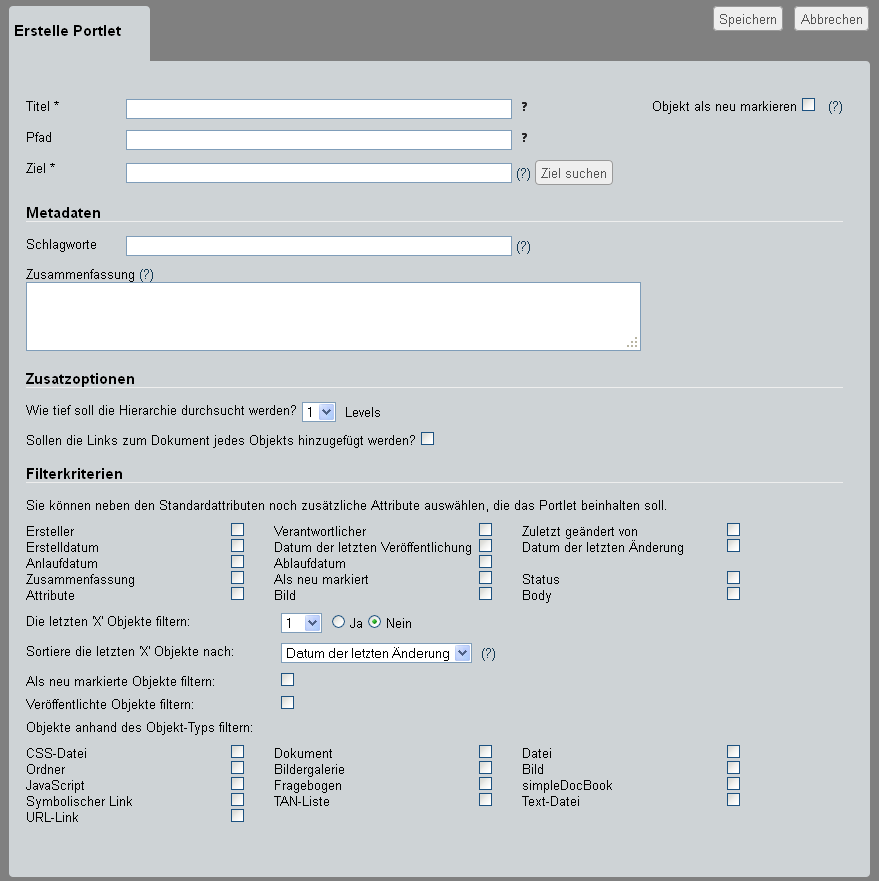 Erstelle Portlet
Speichern Abbrechen
Titel * ? Objekt als neu markieren (?)
Pfad ?
Ziel * (?) Ziel suchen
Metadaten
Schlagworte (?)
Zusammenfassung (?)
Zusatzoptionen
Wie tief soll die Hierarchie durchsucht werden? 1 Levels
Sollen die Links zum Dokument jedes Objekts hinzugefügt werden?
Filterkriterien
Sie können neben den Standardattributen noch zusätzliche Attribute auswählen, die das Portlet beinhalten soll.
Ersteller Verantwortlicher Zuletzt geändert von
Erstelldatum Datum der letzten Veröffentlichung Datum der letzten Änderung
Anlaufdatum Ablaufdatum
Zusammenfassung Als neu markiert Status
Attribute Bild Body
Die letzten 'X' Objekte filtern: 1 Ja Nein
Sortiere die letzten 'X' Objekte nach: Datum der letzten Änderung (?)
Als neu markierte Objekte filtern:
Veröffentlichte Objekte filtern:
Objekte anhand des Objekt-Typs filtern:
CSS-Datei Dokument Datei
Ordner Bildergalerie Bild
JavaScript Fragebogen simpleDocBook
Symbolischer Link TAN-Liste Text-Datei
URL-Link